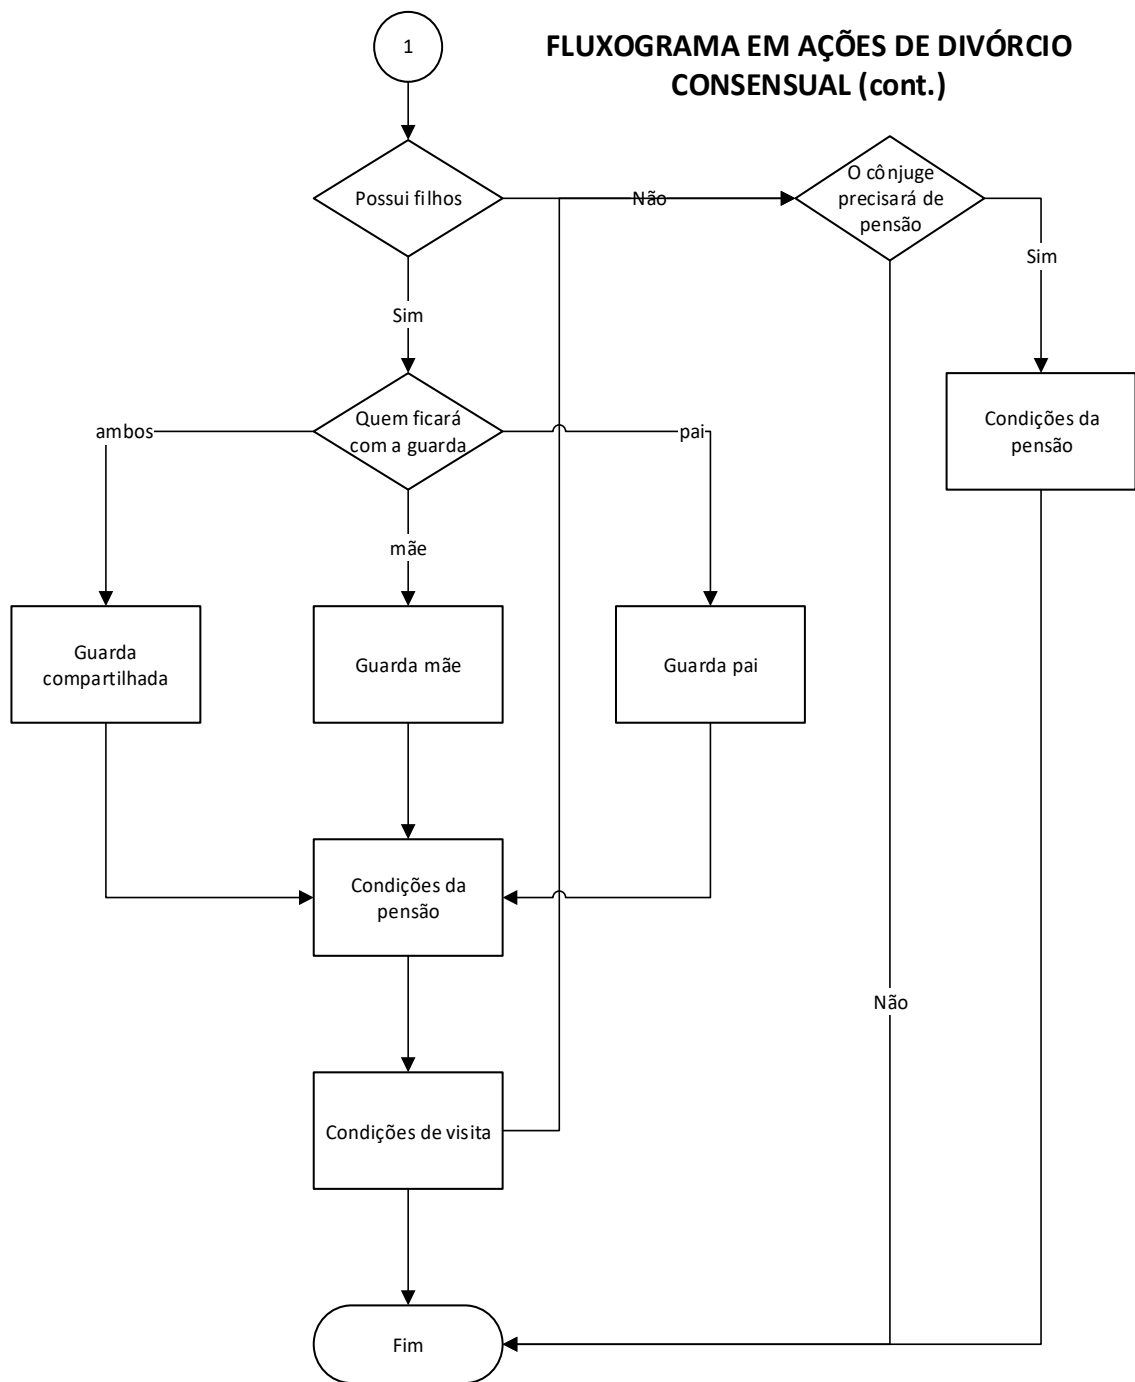 1
FLUXOGRAMA EM AÇÕES DE DIVÓRCIO
CONSENSUAL (cont.)
Possui filhos
Não
O cônjuge
precisará de
pensão
Sim
Sim
Quem ficará
com a guarda
ambos
pai
Condições da
pensão
mãe
Guarda
compartilhada
Guarda mãe
Guarda pai
Condições da
pensão
Não
Condições de visita
Fim